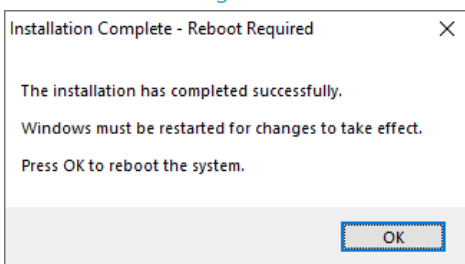 Installation Complete - Reboot Required
The installation has completed successfully.
Windows must be restarted for changes to take effect.
Press OK to reboot the system.
OK